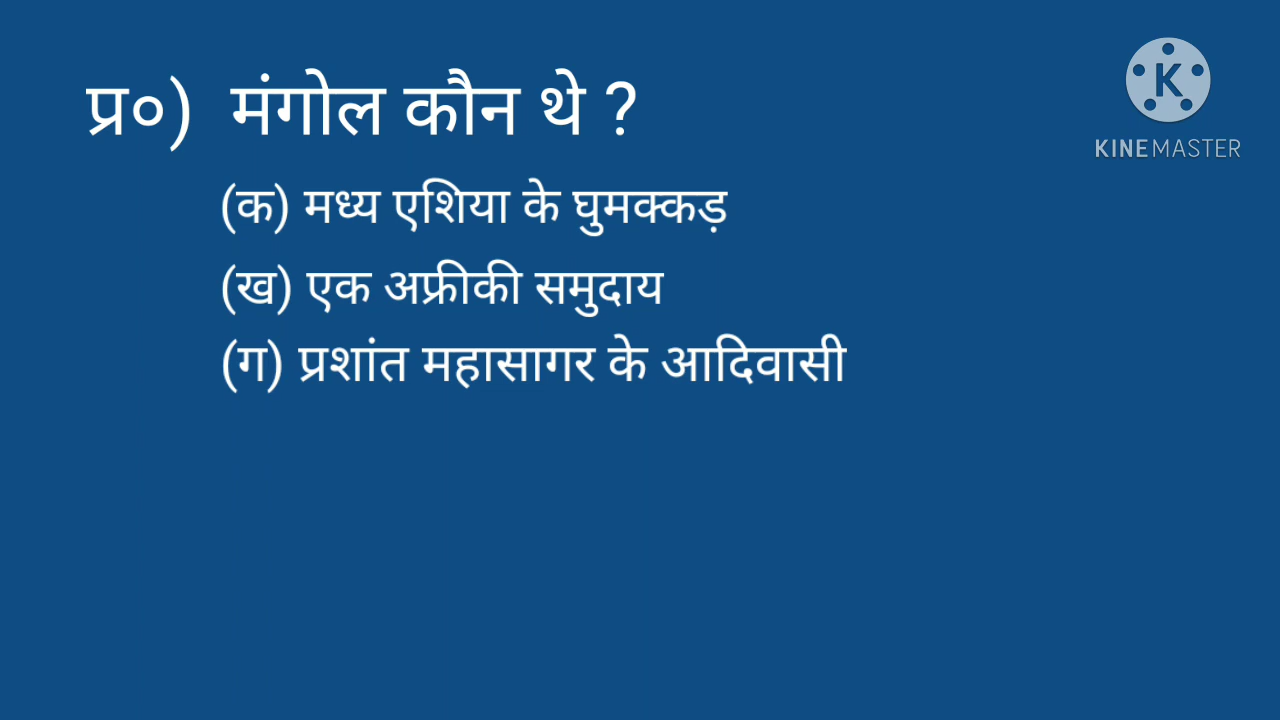 प्र०) मंगोल कौन थे ?
K
KINEMASTER
(क) मध्य एशिया के घुमक्कड़
(ख) एक अफ्रीकी समुदाय
(ग) प्रशांत महासागर के आदिवासी